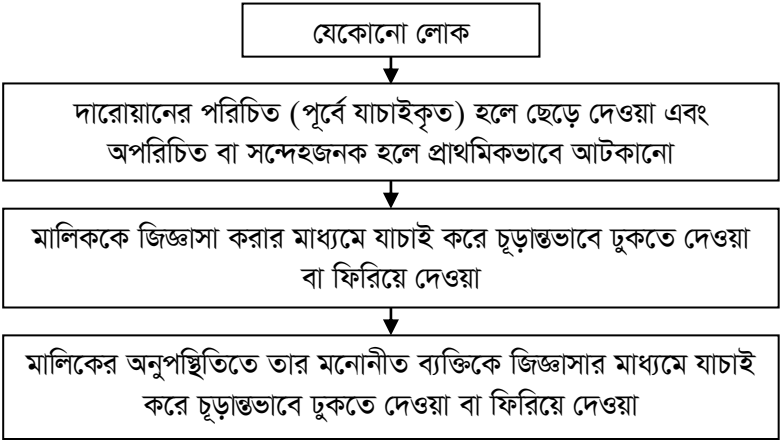 যেকোনো লোক
দারোয়ানের পরিচিত (পূর্বে যাচাইকৃত) হলে ছেড়ে দেওয়া এবং
অপরিচিত বা সন্দেহজনক হলে প্রাথমিকভাবে আটকানো
মালিককে জিজ্ঞাসা করার মাধ্যমে যাচাই করে চূড়ান্তভাবে ঢুকতে দেওয়া
বা ফিরিয়ে দেওয়া
মালিকের অনুপস্থিতিতে তার মনোনীত ব্যক্তিকে জিজ্ঞাসার মাধ্যমে যাচাই
করে চূড়ান্তভাবে ঢুকতে দেওয়া বা ফিরিয়ে দেওয়া